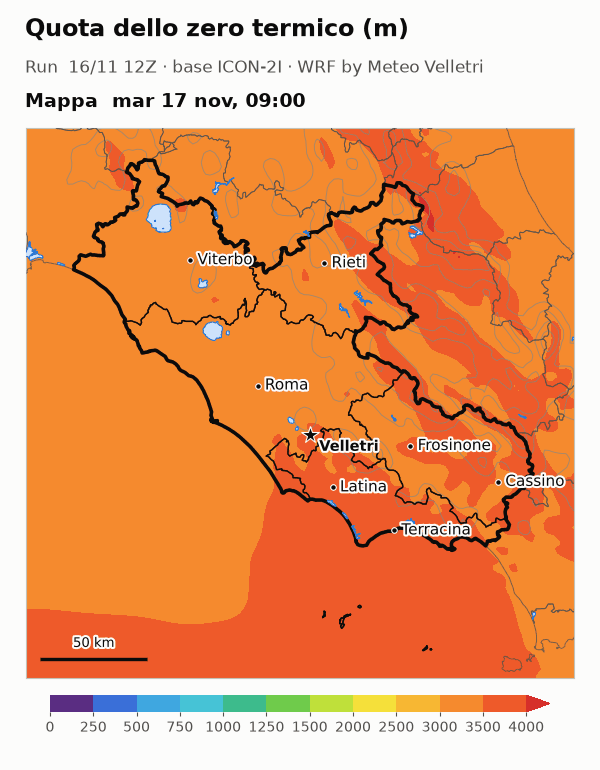 Quota dello zero termico (m)
Run  16/11 12Z · base ICON-2I · WRF by Meteo Velletri
Mappa  mar 17 nov, 09:00
Viterbo
Rieti
Roma
Velletri
Frosinone
Latina
Cassino
Terracina
50 km
0 250 500 750 1000 1250 1500 2000 2500 3000 3500 4000